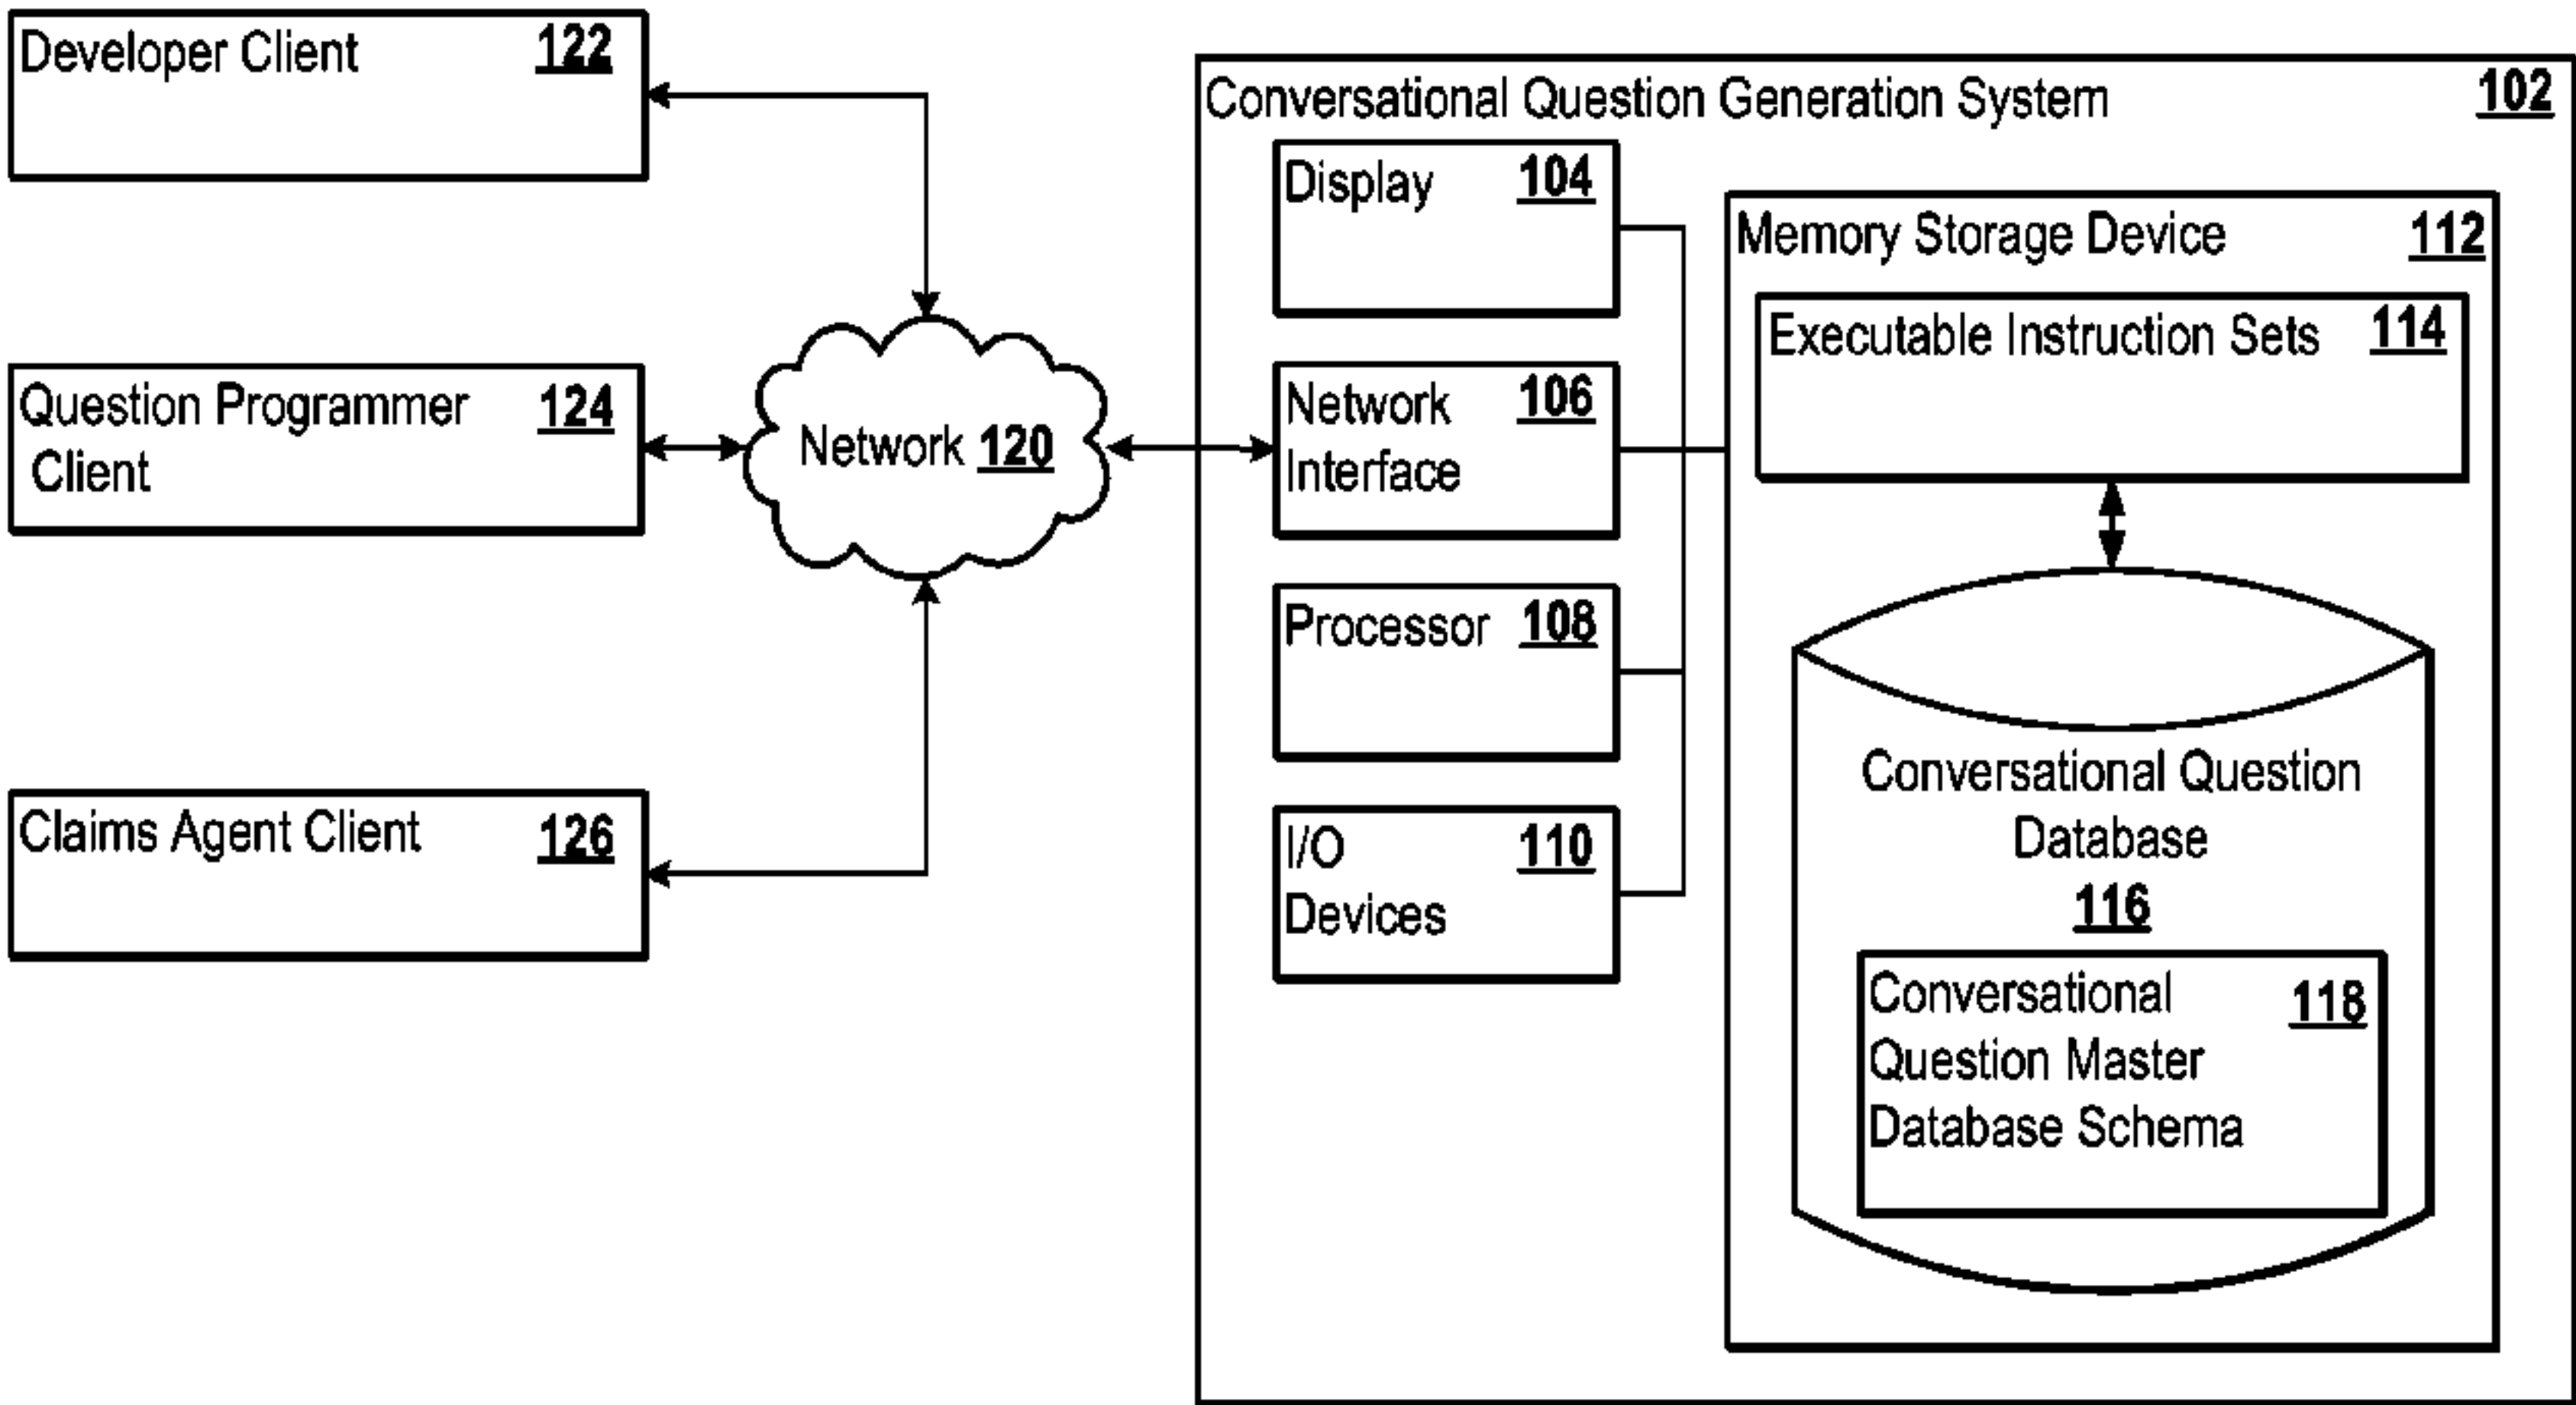 Developer Client 122
Question Programmer 124
Client
Claims Agent Client 126
Network 120
Conversational Question Generation System 102
Display 104
Network 106
Interface
Processor 108
I/O 110
Devices
Memory Storage Device 112
Executable Instruction Sets 114
Conversational Question
Database
116
Conversational 118
Question Master
Database Schema